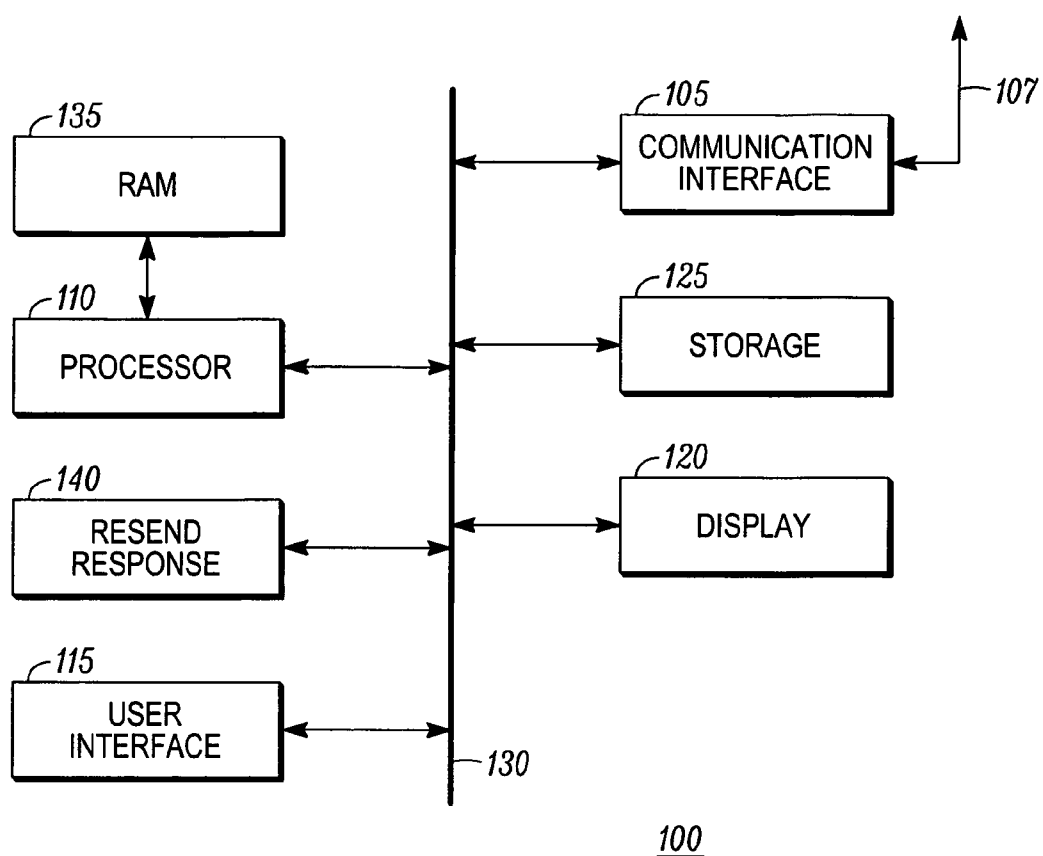 107
135
RAM
105
COMMUNICATION
INTERFACE
110
PROCESSOR
125
STORAGE
140
RESEND
RESPONSE
120
DISPLAY
115
USER
INTERFACE
130
100